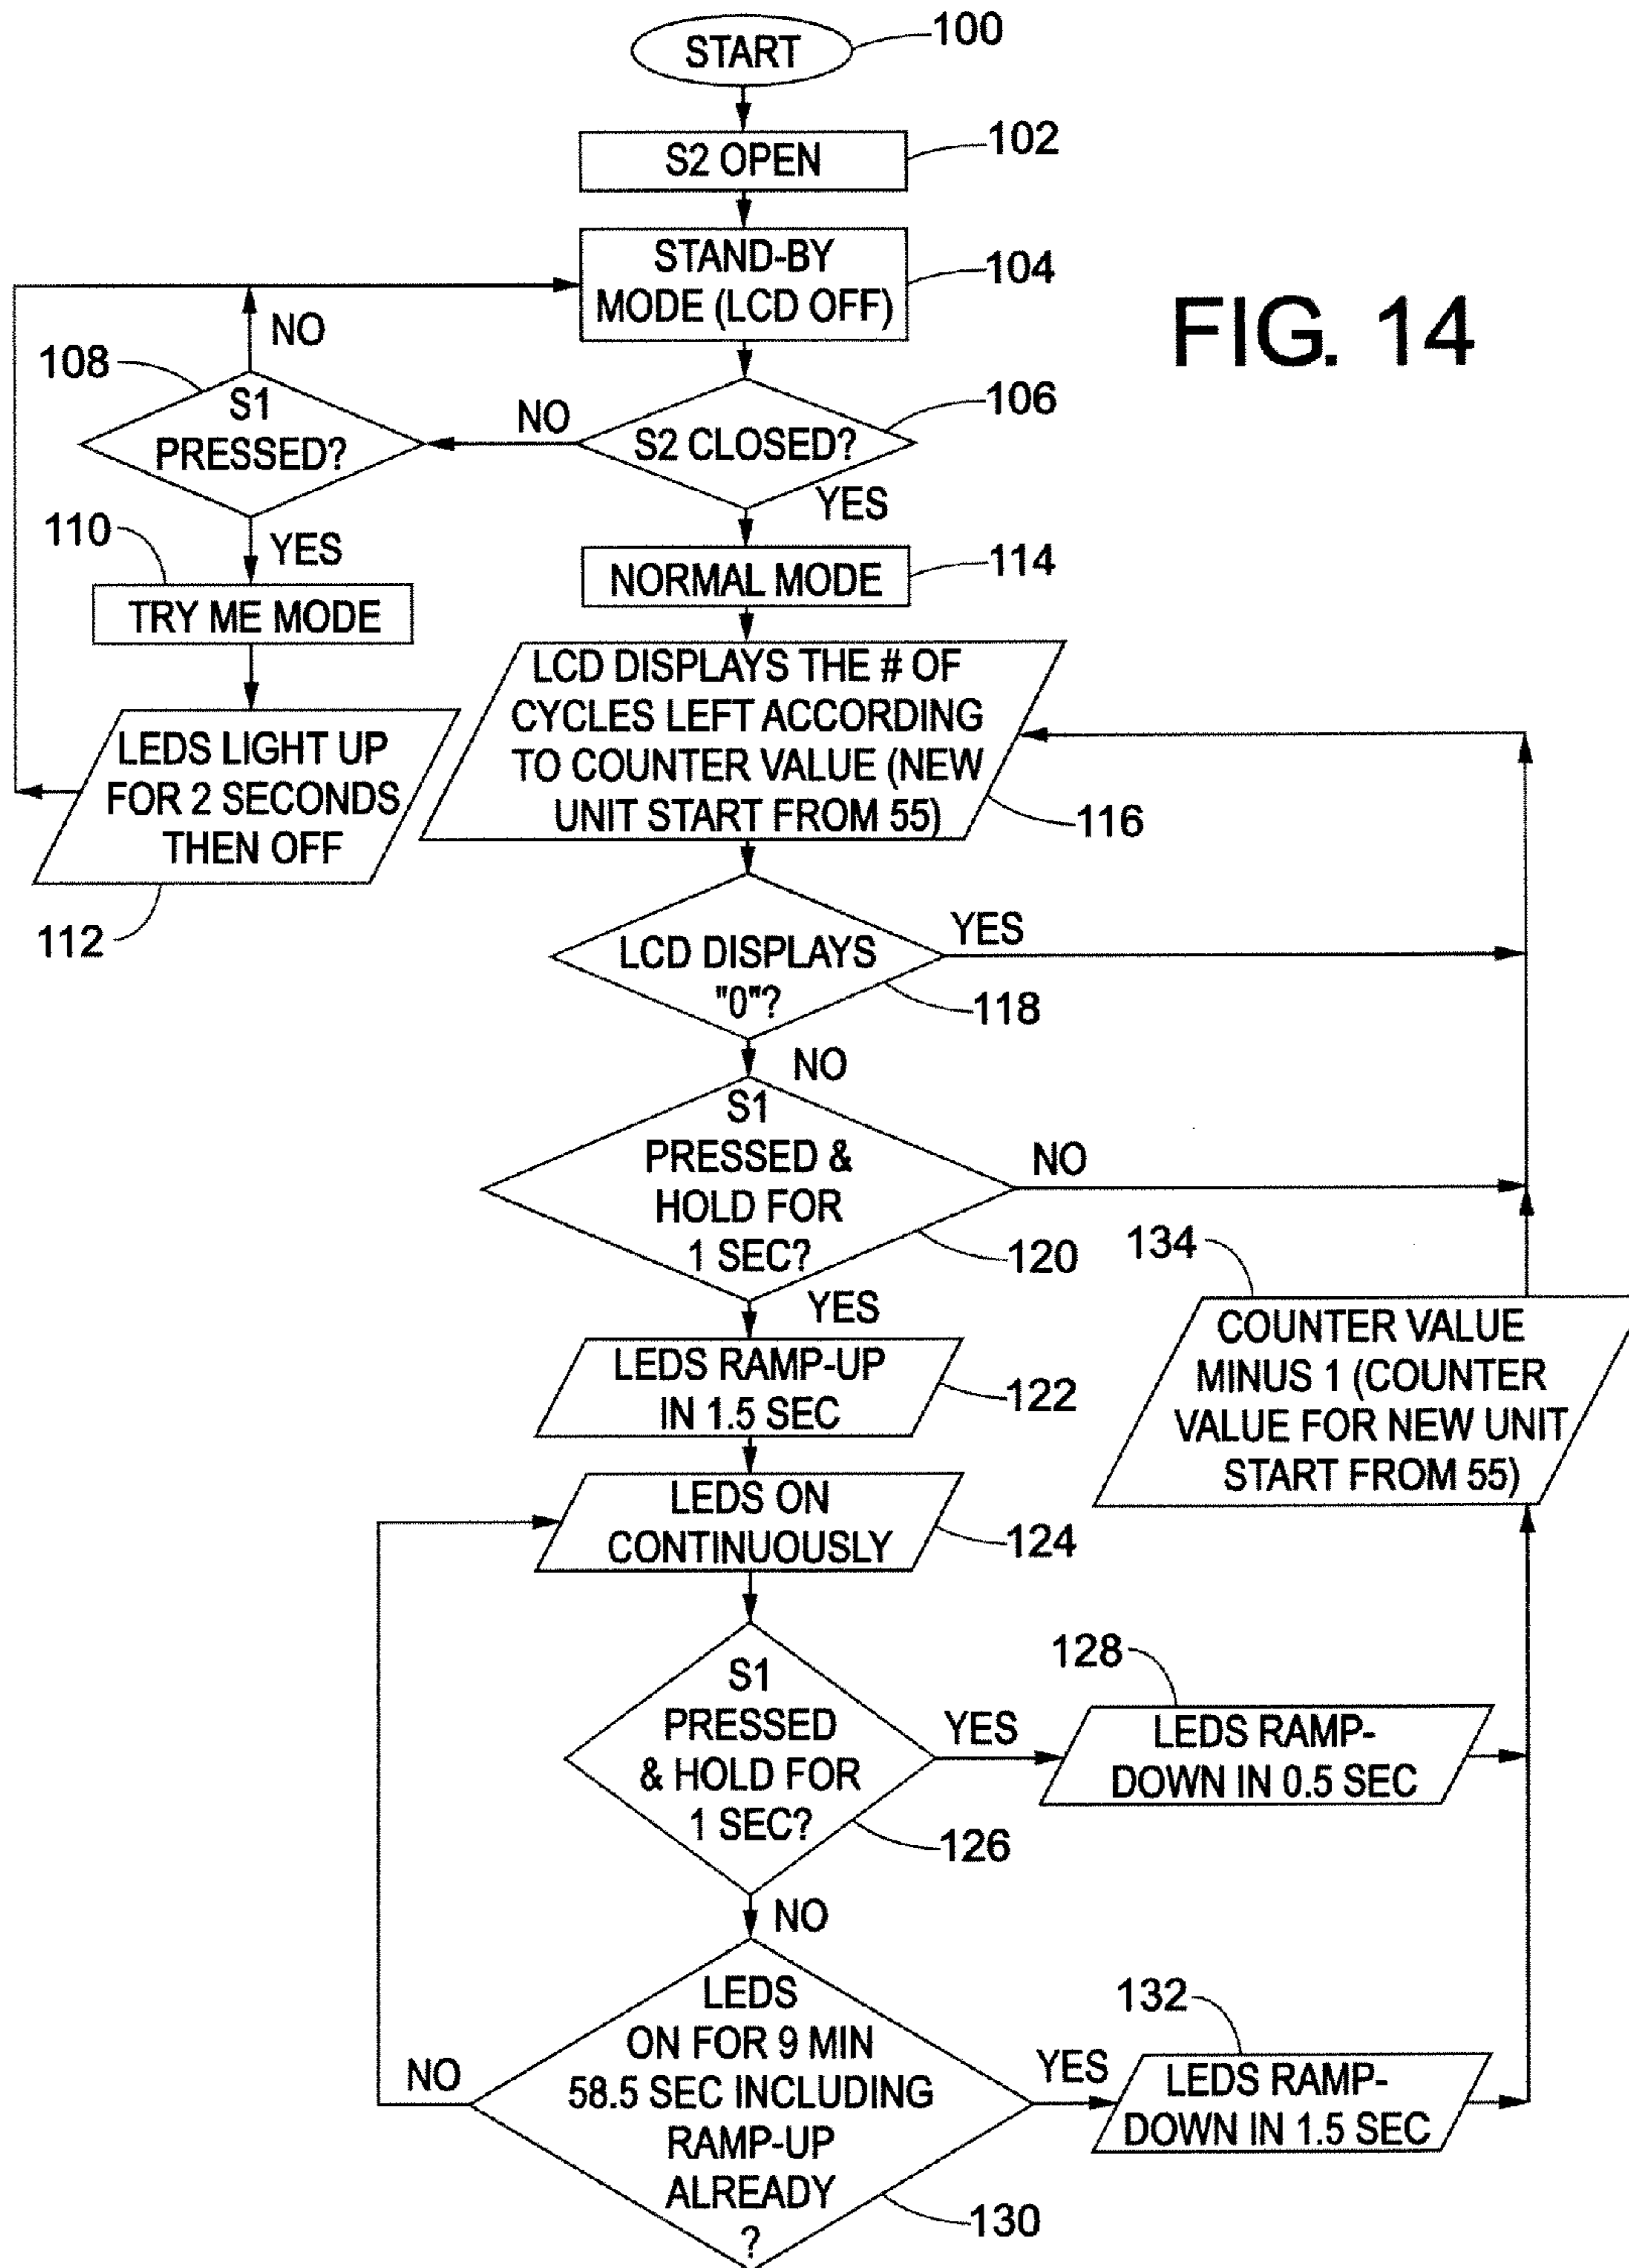 START
100
S2 OPEN
102
STAND-BY
MODE (LCD OFF)
104
FIG. 14
NO
108
S1
PRESSED?
NO
S2 CLOSED?
106
YES
110
YES
TRY ME MODE
NORMAL MODE
114
LEDS LIGHT UP
FOR 2 SECONDS
THEN OFF
112
LCD DISPLAYS THE # OF
CYCLES LEFT ACCORDING
TO COUNTER VALUE (NEW
UNIT START FROM 55)
116
LCD DISPLAYS
"0"?
YES
118
NO
S1
PRESSED &
HOLD FOR
1 SEC?
NO
120
YES
134
COUNTER VALUE
MINUS 1 (COUNTER
VALUE FOR NEW UNIT
START FROM 55)
LEDS RAMP-UP
IN 1.5 SEC
122
LEDS ON
CONTINUOUSLY
124
S1
PRESSED
& HOLD FOR
1 SEC?
126
YES
128
LEDS RAMP-
DOWN IN 0.5 SEC
NO
LEDS
ON FOR 9 MIN
58.5 SEC INCLUDING
RAMP-UP
ALREADY
?
130
NO
YES
132
LEDS RAMP-
DOWN IN 1.5 SEC